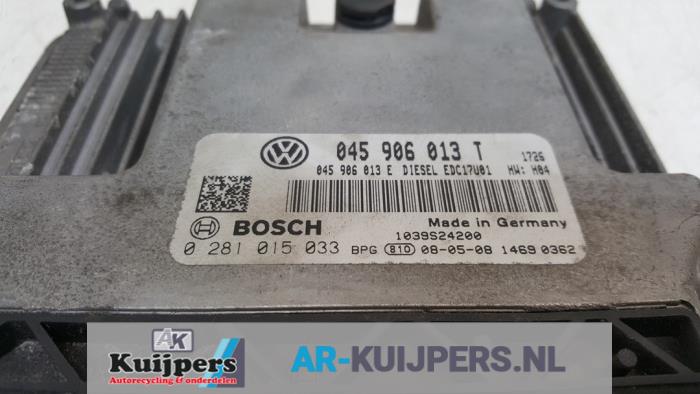 045 906 013 T 1726
045 906 013 E DIESEL EDC17U01 HW: H04
BOSCH
Made in Germany
1039S24200
0 281 015 033 BPG 81D 08-05-08 1469 0362
AK
Kuijpers
Autorecycling & onderdelen
AR-KUIJPERS.NL